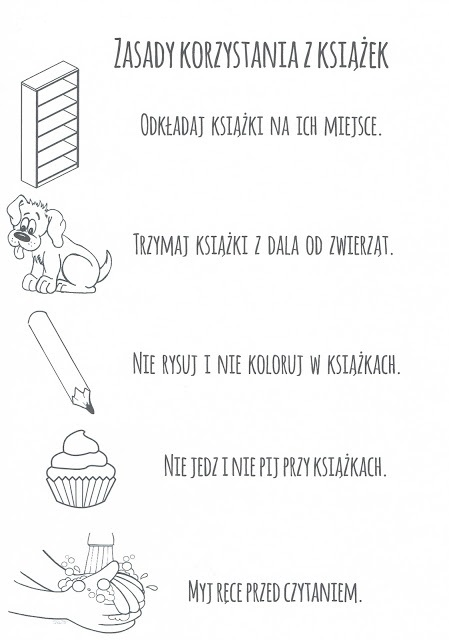 ZASADY KORZYSTANIA Z KSIĄŻEK
ODKŁADAJ KSIĄŻKI NA ICH MIEJSCE.
TRZYMAJ KSIĄŻKI Z DALA OD ZWIERZĄT.
NIE RYSUJ I NIE KOLORUJ W KSIĄŻKACH.
NIE JEDZ I NIE PIJ PRZY KSIĄŻKACH.
MYJ RĘCE PRZED CZYTANIEM.